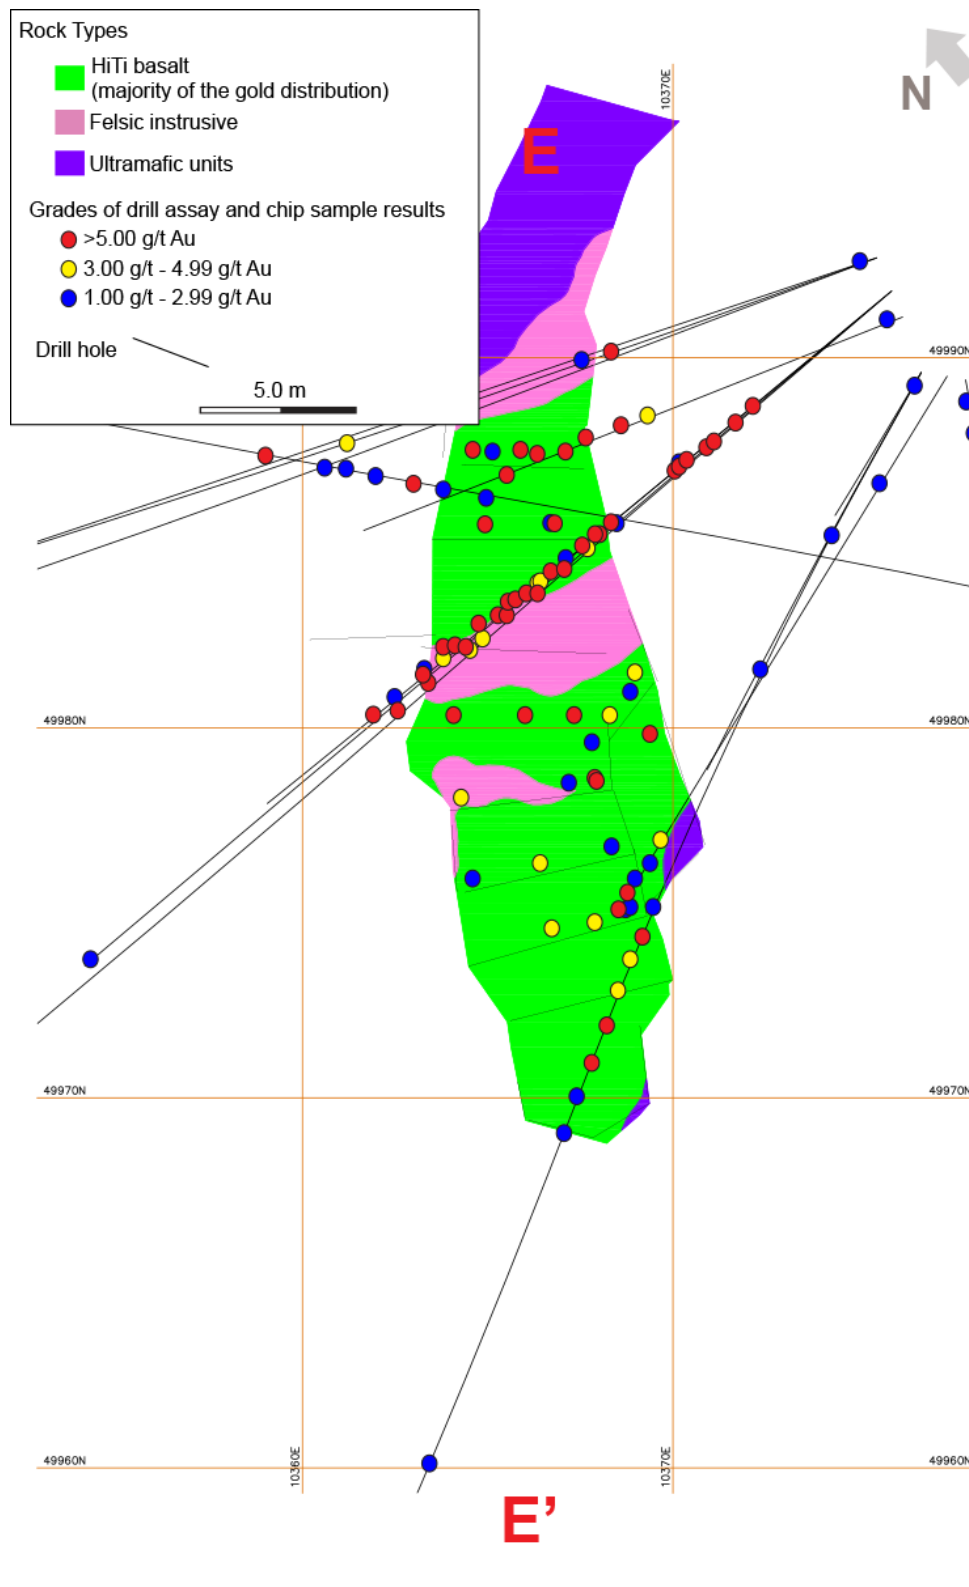 Rock Types
HiTi basalt
(majority of the gold distribution)
Felsic instrusive
Ultramafic units
Grades of drill assay and chip sample results
>5.00 g/t Au
3.00 g/t - 4.99 g/t Au
1.00 g/t - 2.99 g/t Au
Drill hole
5.0 m
10370E
N
E
49990N
49980N
49980N
49970N
49970N
49960N
10360E
10370E
49960N
E’